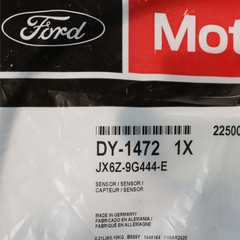 Ford
Mot
22500
DY-1472 1X
JX6Z-9G444-E
SENSOR / SENSOR /
CAPTEUR / SENSOR
MADE IN GERMANY/
FABRICADO EN ALEMANIA /
FABRIQUÉ EN ALLEMAGNE